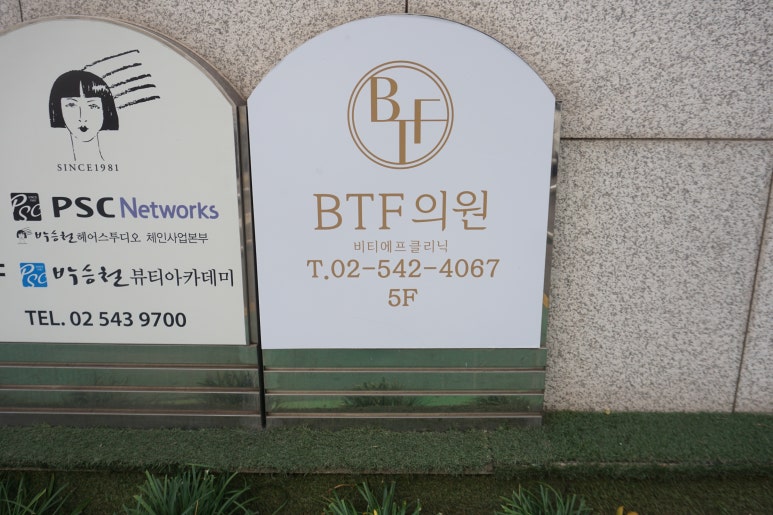 SINCE1981
PSC PSC Networks
박승철헤어스투디오 체인사업본부
PSC 박승철 뷰티아카데미
TEL. 02 543 9700
BTF
BTF의원
비티에프클리닉
T.02-542-4067
5F